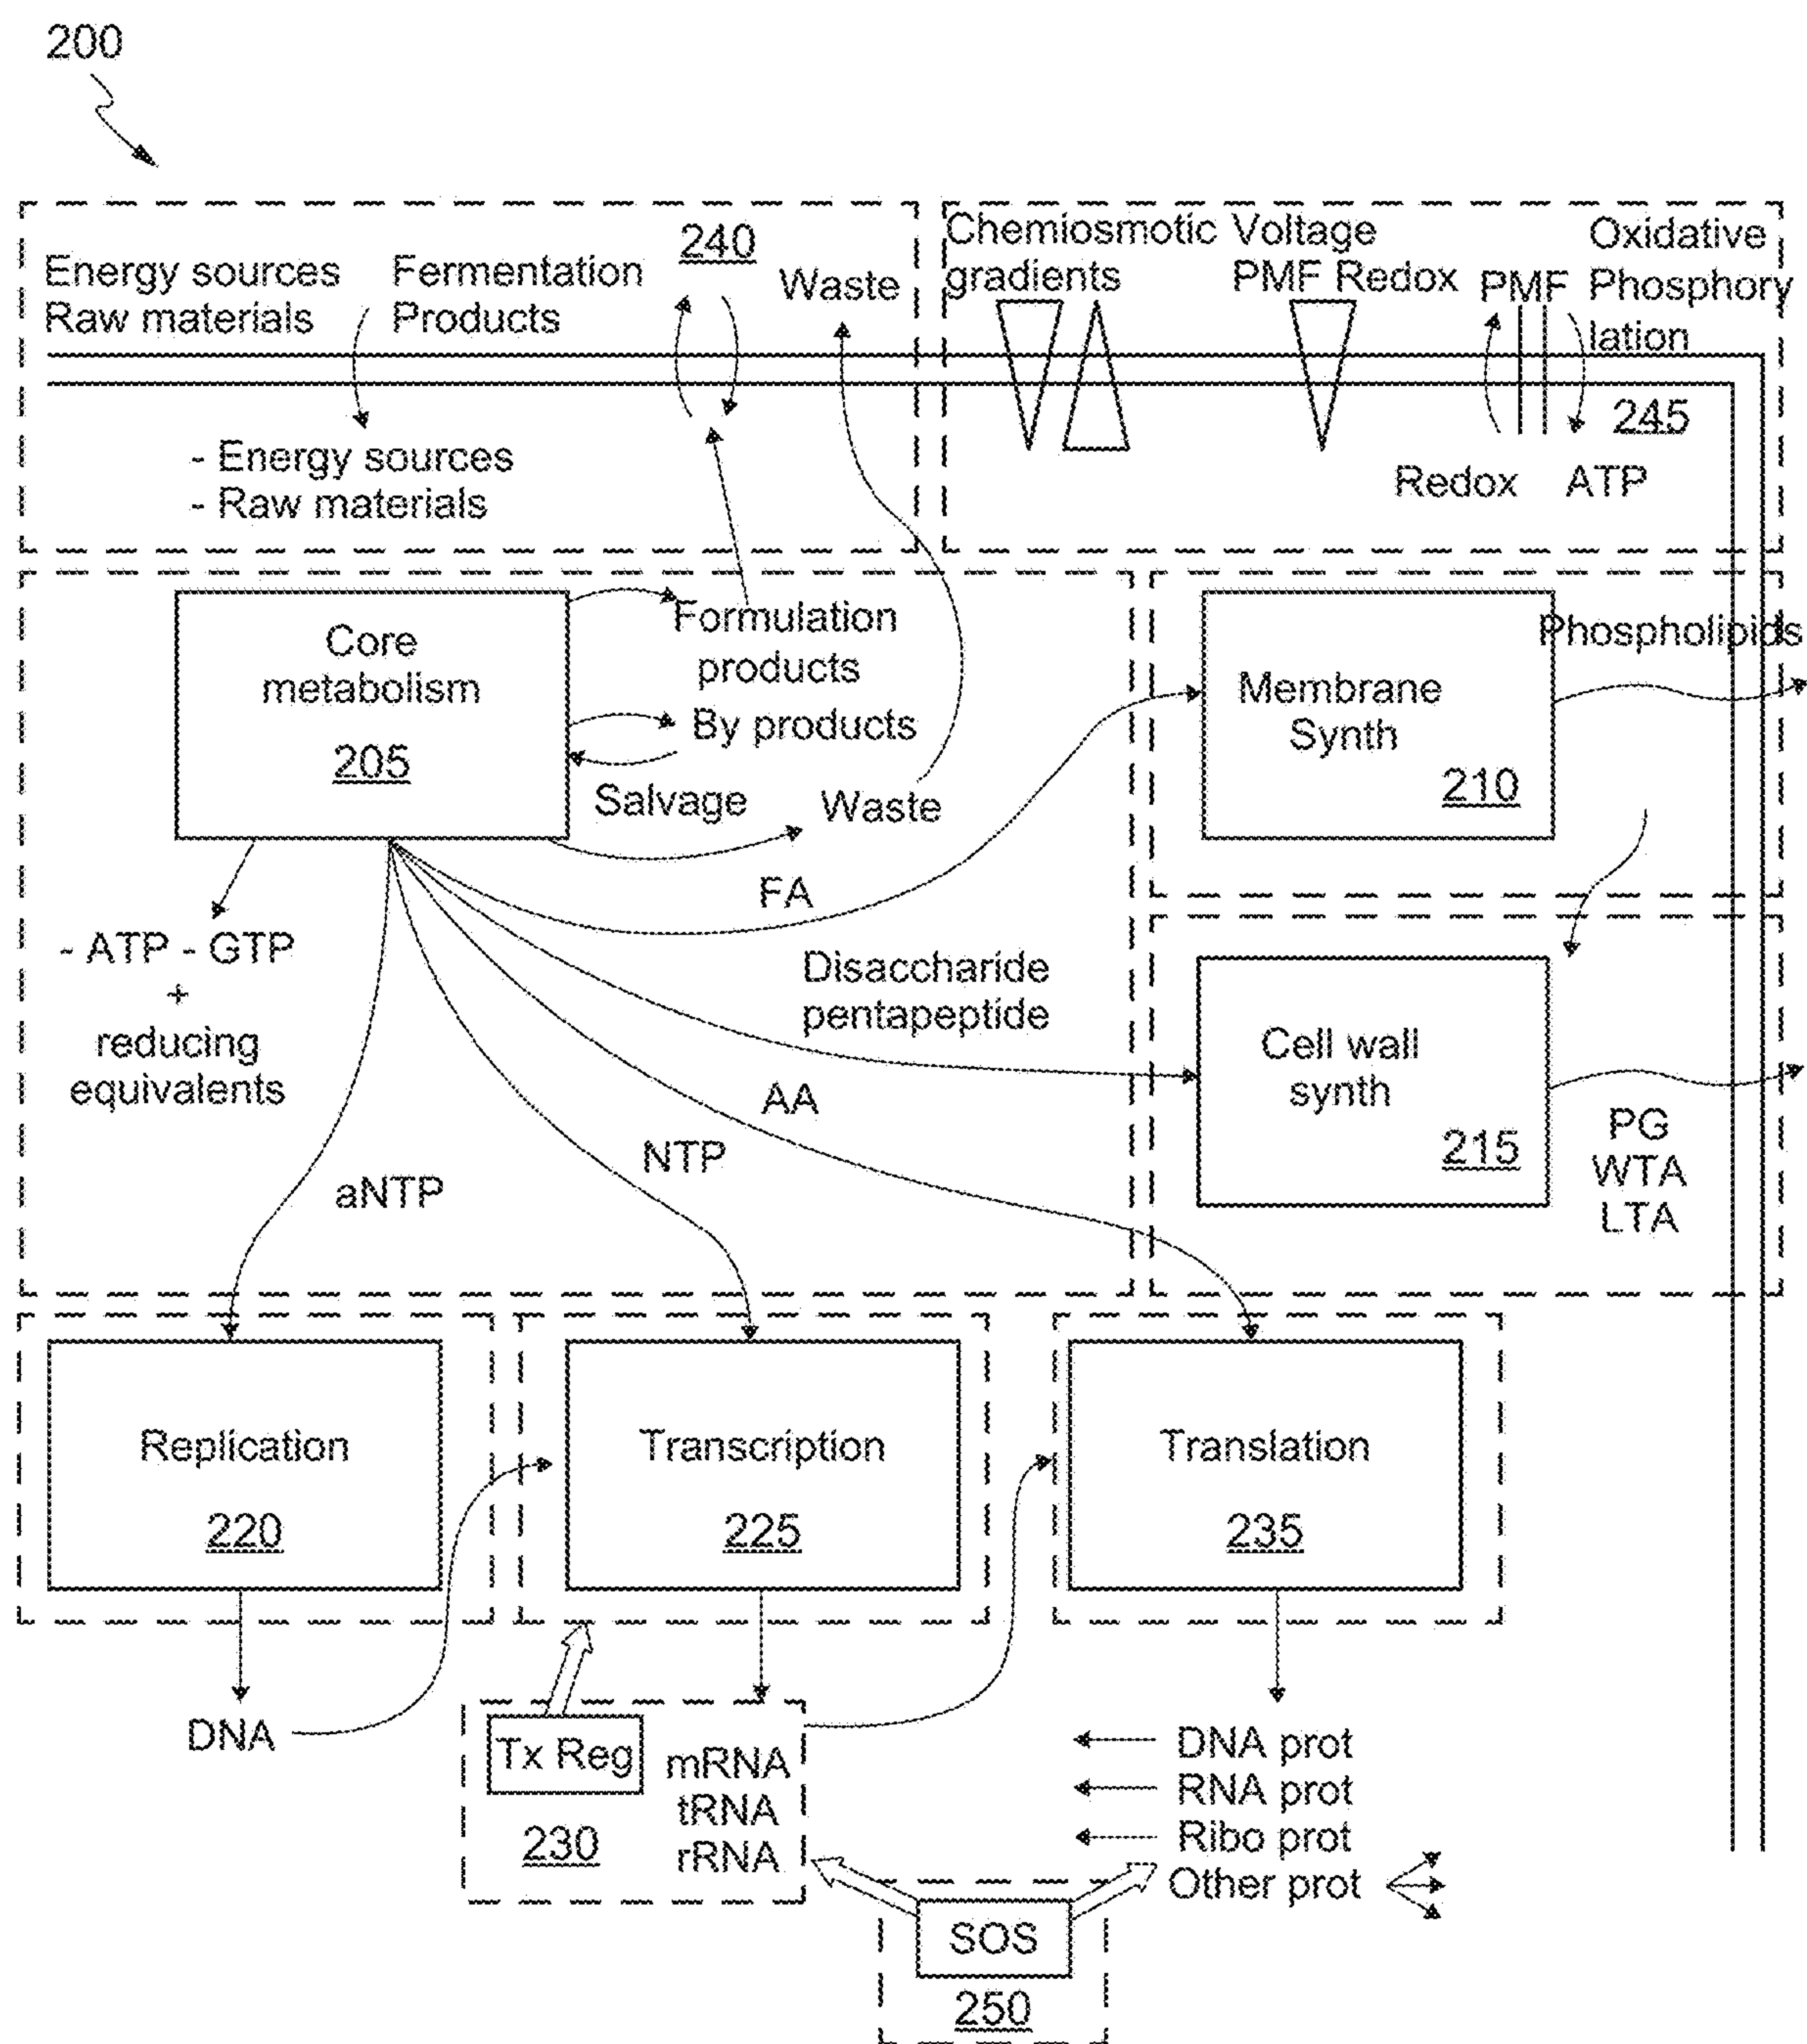 200
Energy sources
Raw materials
Fermentation
Products
240
Waste
Chemiosmotic
gradients
Voltage
PMF Redox
PMF
Oxidative
Phosphory
lation
245
- Energy sources
- Raw materials
Redox
ATP
Core
metabolism
205
Formulation
products
By products
Salvage
Waste
Membrane
Synth
210
Phospholipids
FA
- ATP - GTP
+
reducing
equivalents
Disaccharide
pentapeptide
Cell wall
synth
215
PG
WTA
LTA
AA
NTP
aNTP
Replication
220
Transcription
225
Translation
235
DNA
Tx Reg
230
mRNA
tRNA
rRNA
DNA prot
RNA prot
Ribo prot
Other prot
SOS
250